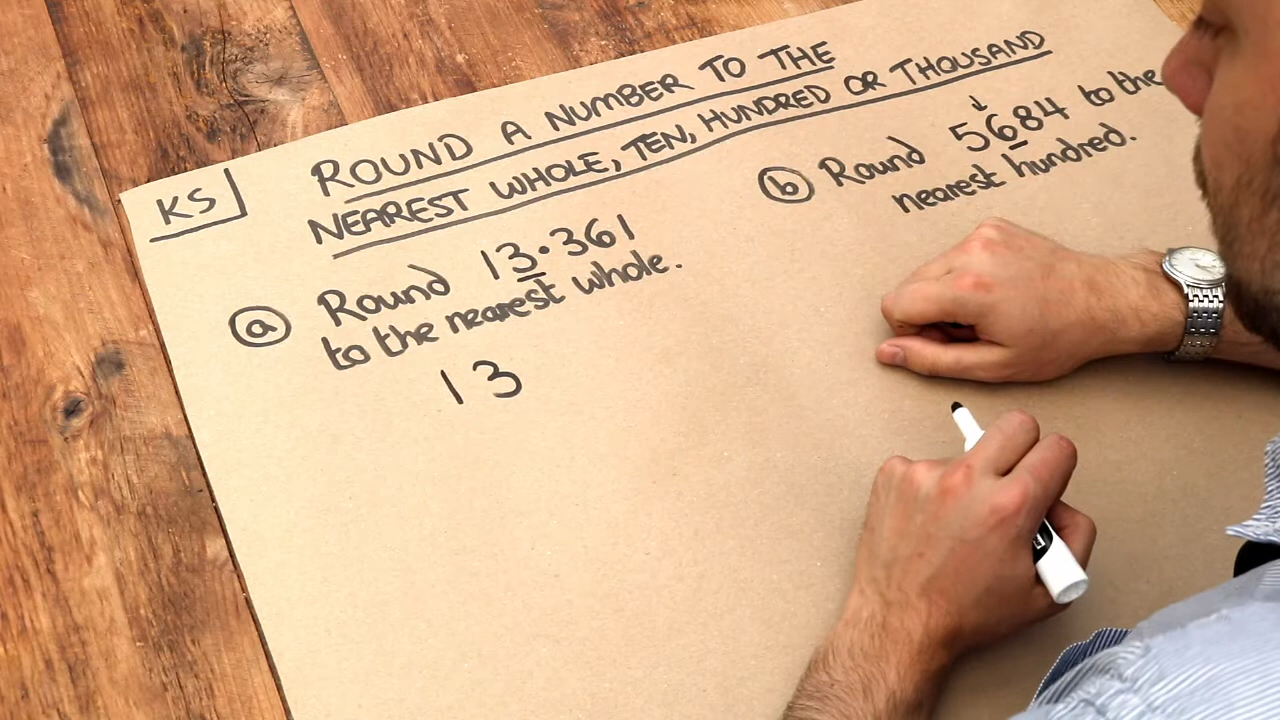 KS
ROUND A NUMBER TO THE
NEAREST WHOLE, TEN, HUNDRED OR THOUSAND
a Round 13.361
to the nearest whole.
13
b Round 5684 to the
nearest hundred.